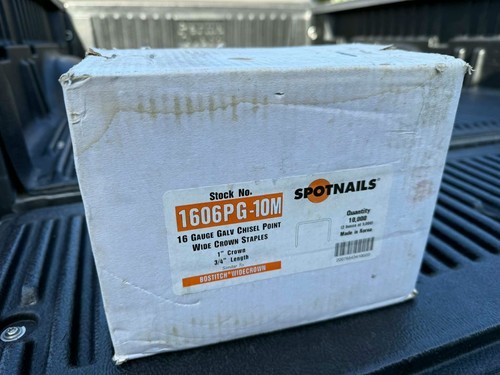 Stock No.
1606PG-10M
16 Gauge Galv Chisel Point
Wide Crown Staples
1" Crown
3/4" Length
BOSTITCH® WIDECROWN
SPOTNAILS®
Quantity
10,000
Made in Korea